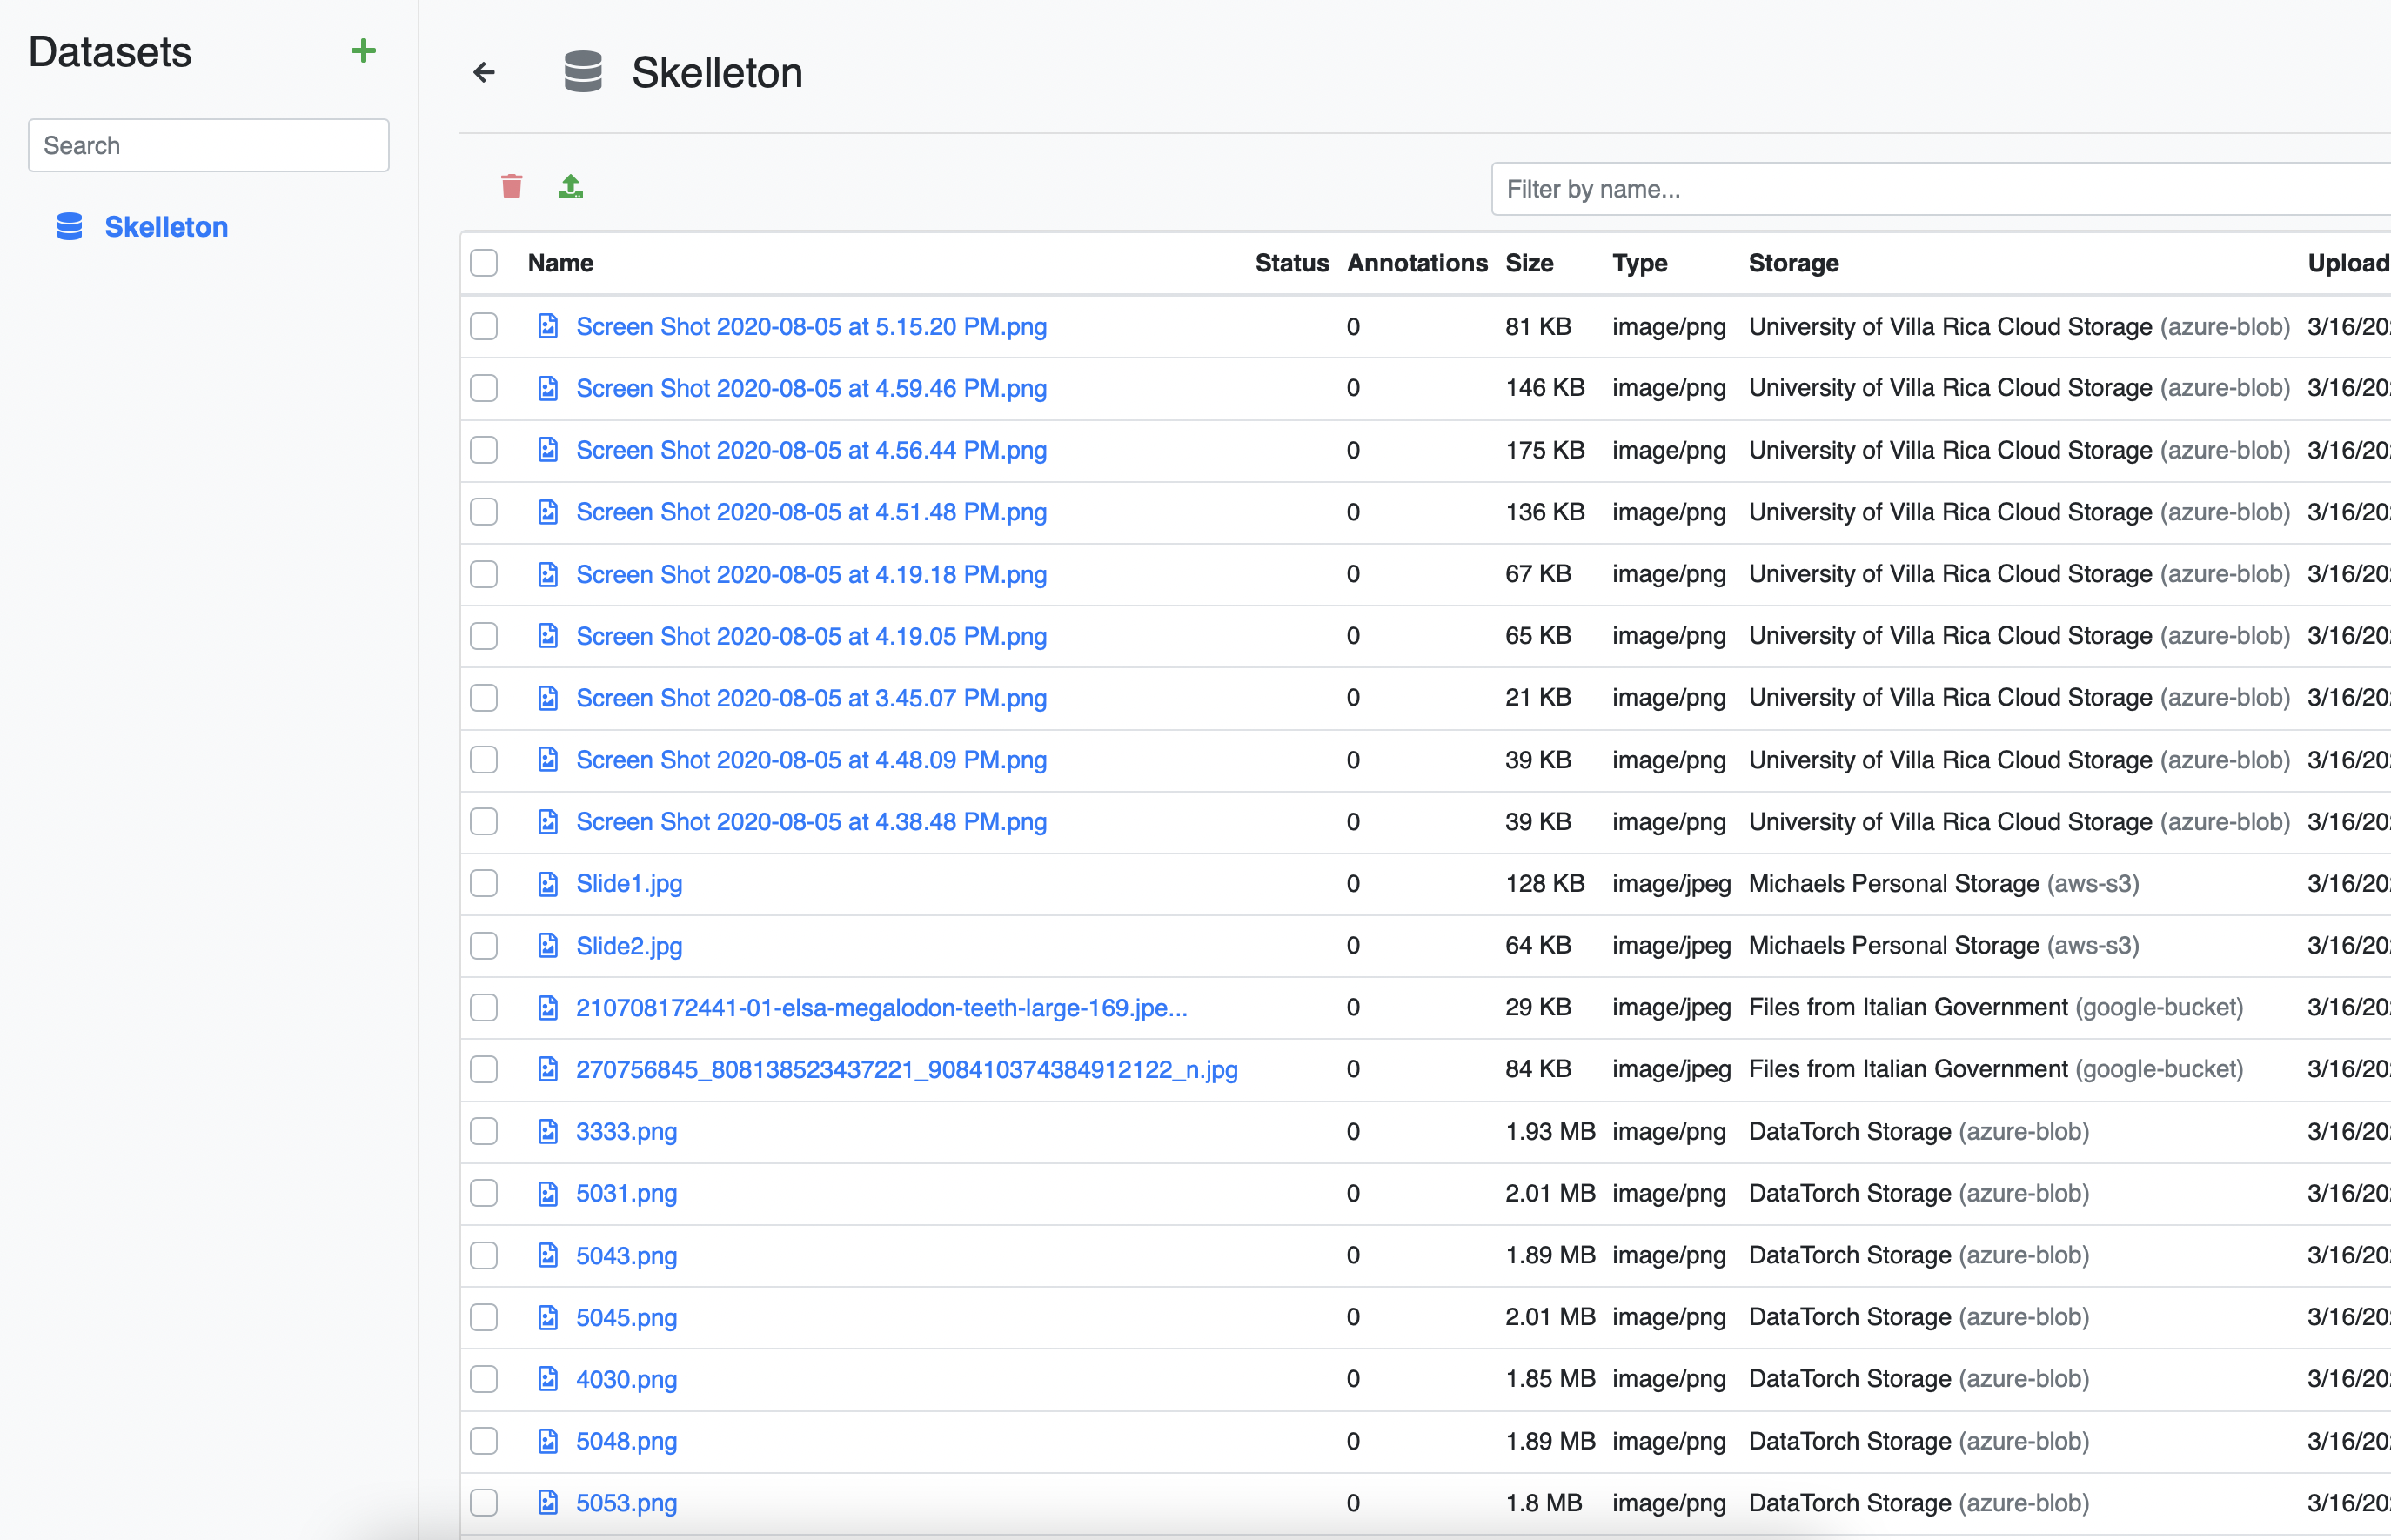 Datasets
Search
Skelleton
Skelleton
Filter by name...
Name Status Annotations Size Type Storage Upload
Screen Shot 2020-08-05 at 5.15.20 PM.png 0 81 KB image/png University of Villa Rica Cloud Storage (azure-blob) 3/16/20
Screen Shot 2020-08-05 at 4.59.46 PM.png 0 146 KB image/png University of Villa Rica Cloud Storage (azure-blob) 3/16/20
Screen Shot 2020-08-05 at 4.56.44 PM.png 0 175 KB image/png University of Villa Rica Cloud Storage (azure-blob) 3/16/20
Screen Shot 2020-08-05 at 4.51.48 PM.png 0 136 KB image/png University of Villa Rica Cloud Storage (azure-blob) 3/16/20
Screen Shot 2020-08-05 at 4.19.18 PM.png 0 67 KB image/png University of Villa Rica Cloud Storage (azure-blob) 3/16/20
Screen Shot 2020-08-05 at 4.19.05 PM.png 0 65 KB image/png University of Villa Rica Cloud Storage (azure-blob) 3/16/20
Screen Shot 2020-08-05 at 3.45.07 PM.png 0 21 KB image/png University of Villa Rica Cloud Storage (azure-blob) 3/16/20
Screen Shot 2020-08-05 at 4.48.09 PM.png 0 39 KB image/png University of Villa Rica Cloud Storage (azure-blob) 3/16/20
Screen Shot 2020-08-05 at 4.38.48 PM.png 0 39 KB image/png University of Villa Rica Cloud Storage (azure-blob) 3/16/20
Slide1.jpg 0 128 KB image/jpeg Michaels Personal Storage (aws-s3) 3/16/20
Slide2.jpg 0 64 KB image/jpeg Michaels Personal Storage (aws-s3) 3/16/20
210708172441-01-elsa-megalodon-teeth-large-169.jpe... 0 29 KB image/jpeg Files from Italian Government (google-bucket) 3/16/20
270756845_808138523437221_9084103743849​12122_n.jpg 0 84 KB image/jpeg Files from Italian Government (google-bucket) 3/16/20
3333.png 0 1.93 MB image/png DataTorch Storage (azure-blob) 3/16/20
5031.png 0 2.01 MB image/png DataTorch Storage (azure-blob) 3/16/20
5043.png 0 1.89 MB image/png DataTorch Storage (azure-blob) 3/16/20
5045.png 0 2.01 MB image/png DataTorch Storage (azure-blob) 3/16/20
4030.png 0 1.85 MB image/png DataTorch Storage (azure-blob) 3/16/20
5048.png 0 1.89 MB image/png DataTorch Storage (azure-blob) 3/16/20
5053.png 0 1.8 MB image/png DataTorch Storage (azure-blob) 3/16/20